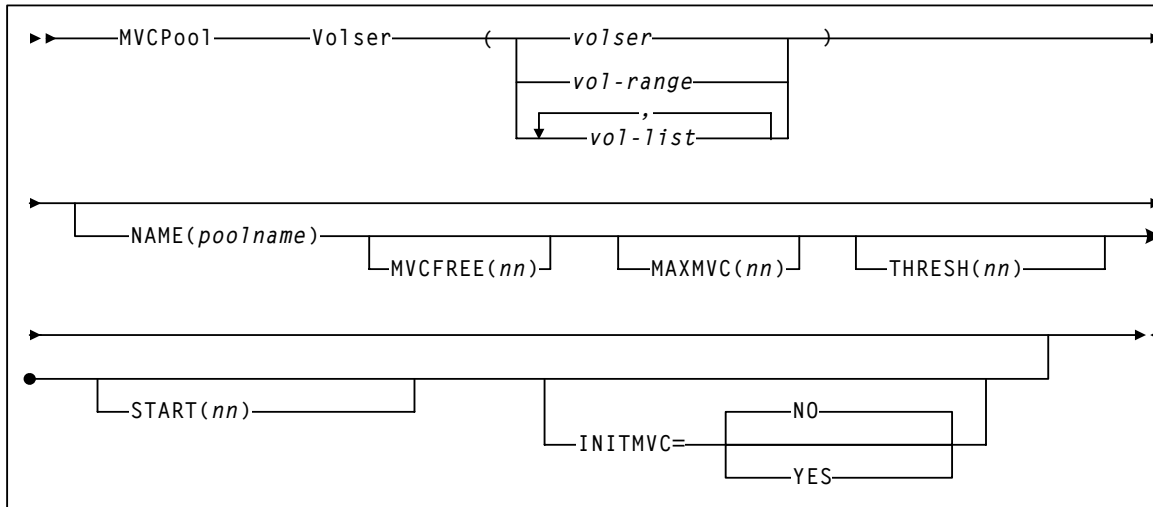 MVCPool Volser ( volser )
vol-range
,
vol-list
NAME(poolname)
MVCFREE(nn) MAXMVC(nn) THRESH(nn)
START(nn)
NO
INITMVC=
YES